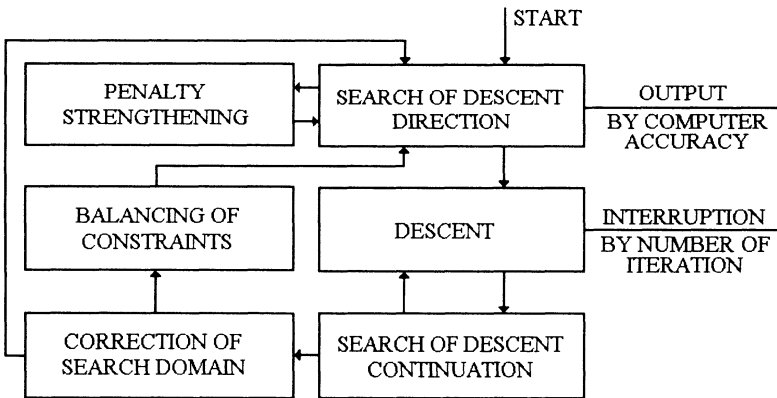 START
PENALTY
STRENGTHENING
SEARCH OF DESCENT
DIRECTION
OUTPUT
BY COMPUTER
ACCURACY
BALANCING OF
CONSTRAINTS
DESCENT
INTERRUPTION
BY NUMBER OF
ITERATION
CORRECTION OF
SEARCH DOMAIN
SEARCH OF DESCENT
CONTINUATION